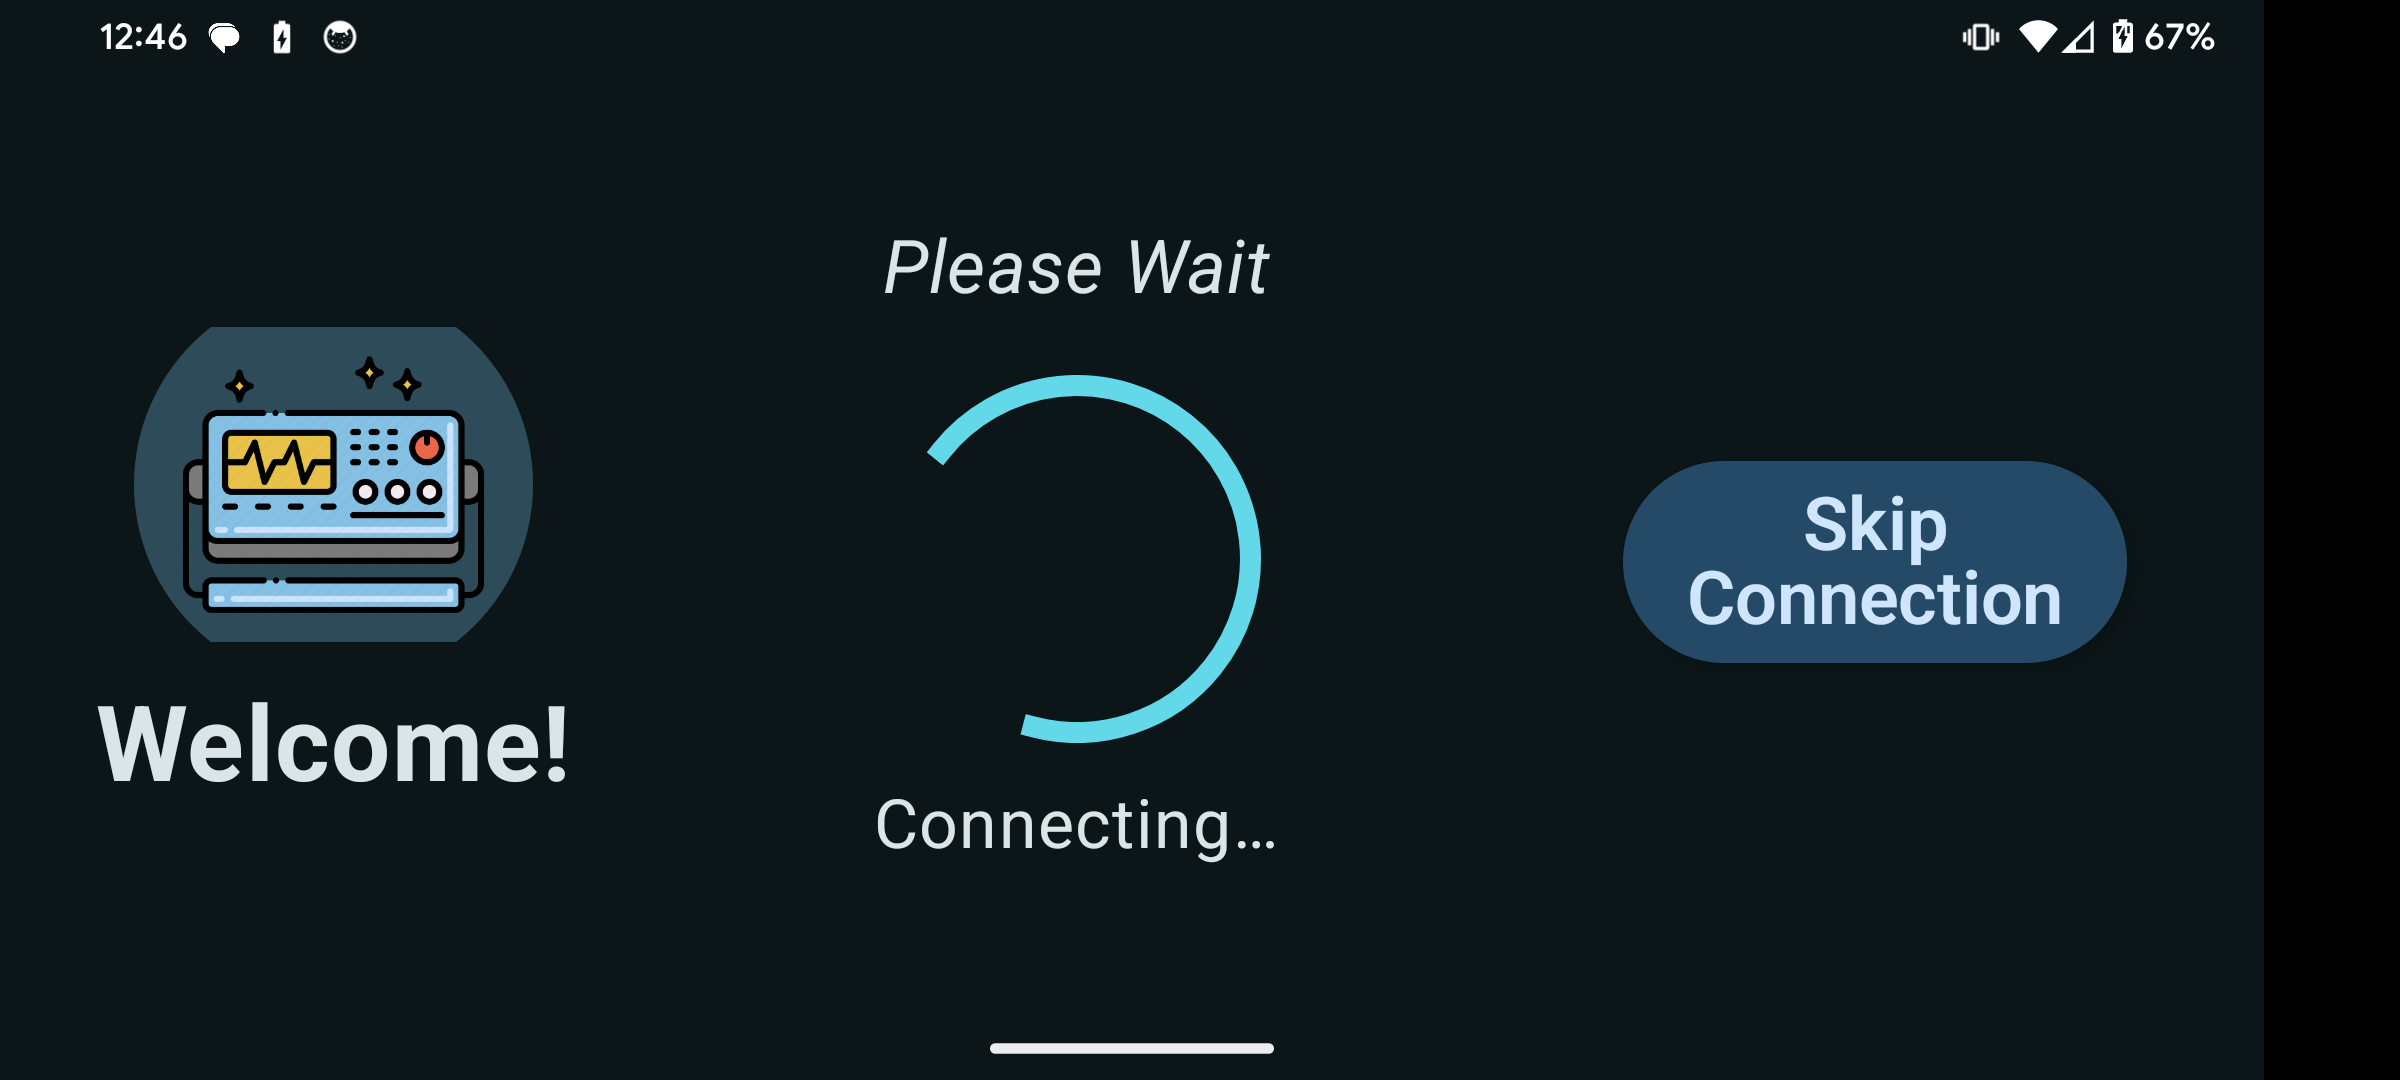 12:46
67%
Please Wait
Welcome!
Connecting...
Skip
Connection